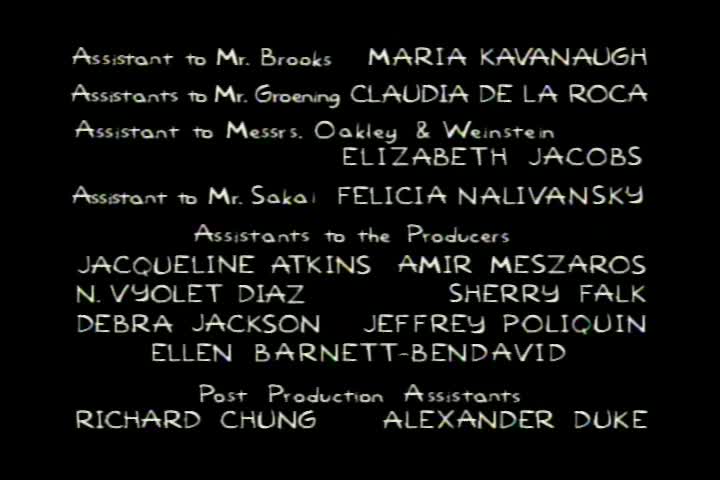 Assistant to Mr. Brooks MARIA KAVANAUGH
Assistants to Mr. Groening CLAUDIA DE LA ROCA
Assistant to Messrs. Oakley & Weinstein
ELIZABETH JACOBS
Assistant to Mr. Sakai FELICIA NALIVANSKY
Assistants to the Producers
JACQUELINE ATKINS AMIR MESZAROS
N. VYOLET DIAZ SHERRY FALK
DEBRA JACKSON JEFFREY POLIQUIN
ELLEN BARNETT-BENDAVID
Post Production Assistants
RICHARD CHUNG ALEXANDER DUKE